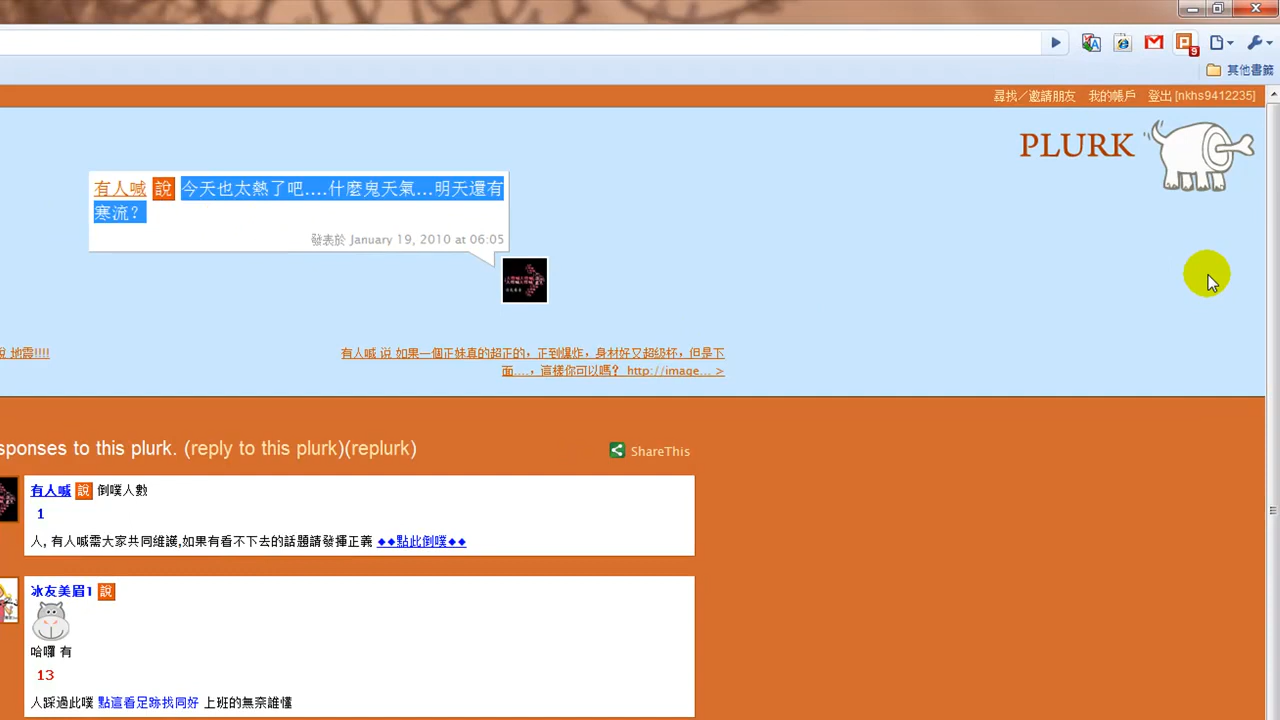 9
其他書籤
尋找／邀請朋友 我的帳戶 登出 [nkhs9412235]
PLURK
有人喊 說 今天也太熱了吧....什麼鬼天氣...明天還有
寒流？
發表於 January 19, 2010 at 06:05
說 地震!!!!
有人喊 说 如果一個正妹真的超正的，正到爆炸，身材好又超级杯，但是下
面....，這樣你可以嗎？ http://image... >
sponses to this plurk. (reply to this plurk)(replurk)
ShareThis
有人喊 說 倒噗人數
1
人, 有人喊需大家共同維護,如果有看不下去的話題請發揮正義 ◆◆點此倒噗◆◆
冰友美眉1 說
哈囉 有
13
人踩過此噗 點這看足跡找同好 上班的無奈誰懂